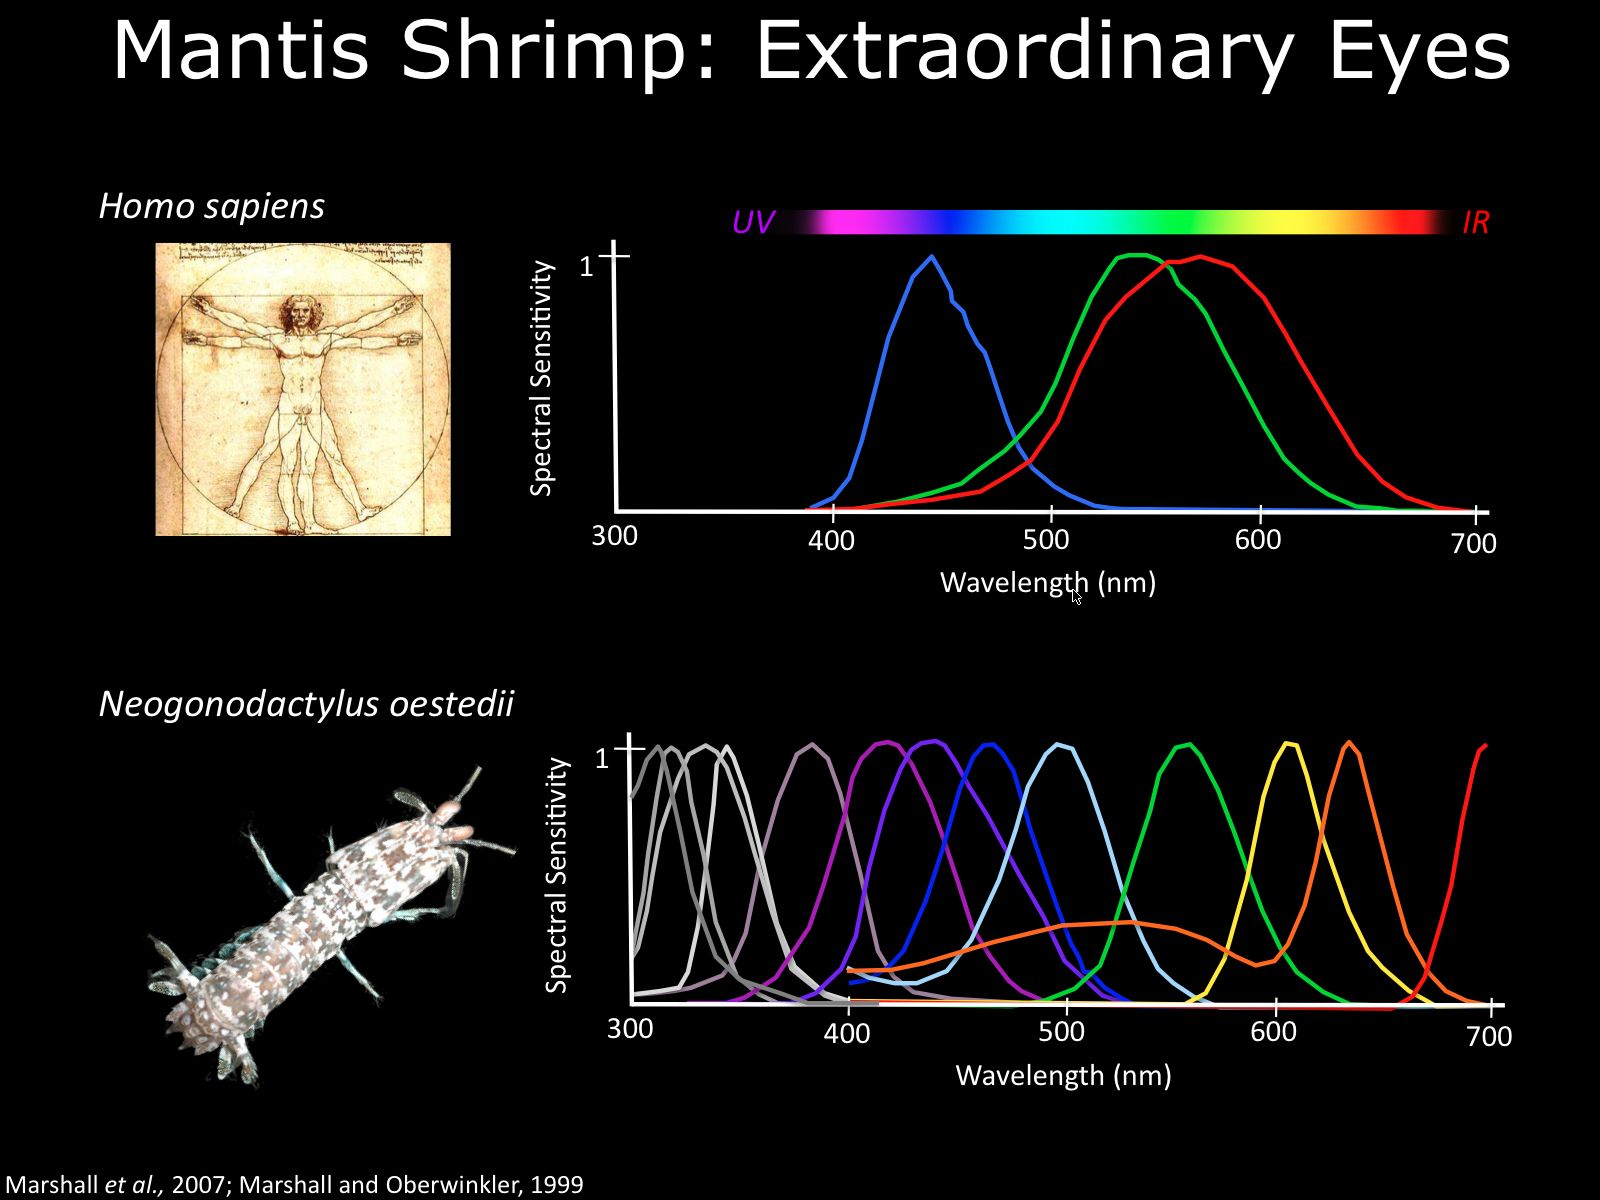 Mantis Shrimp: Extraordinary Eyes
Homo sapiens
UV
IR
1
Spectral Sensitivity
300
400
500
600
700
Wavelength (nm)
Neogonodactylus oestedii
1
Spectral Sensitivity
300
400
500
600
700
Wavelength (nm)
Marshall et al., 2007; Marshall and Oberwinkler, 1999